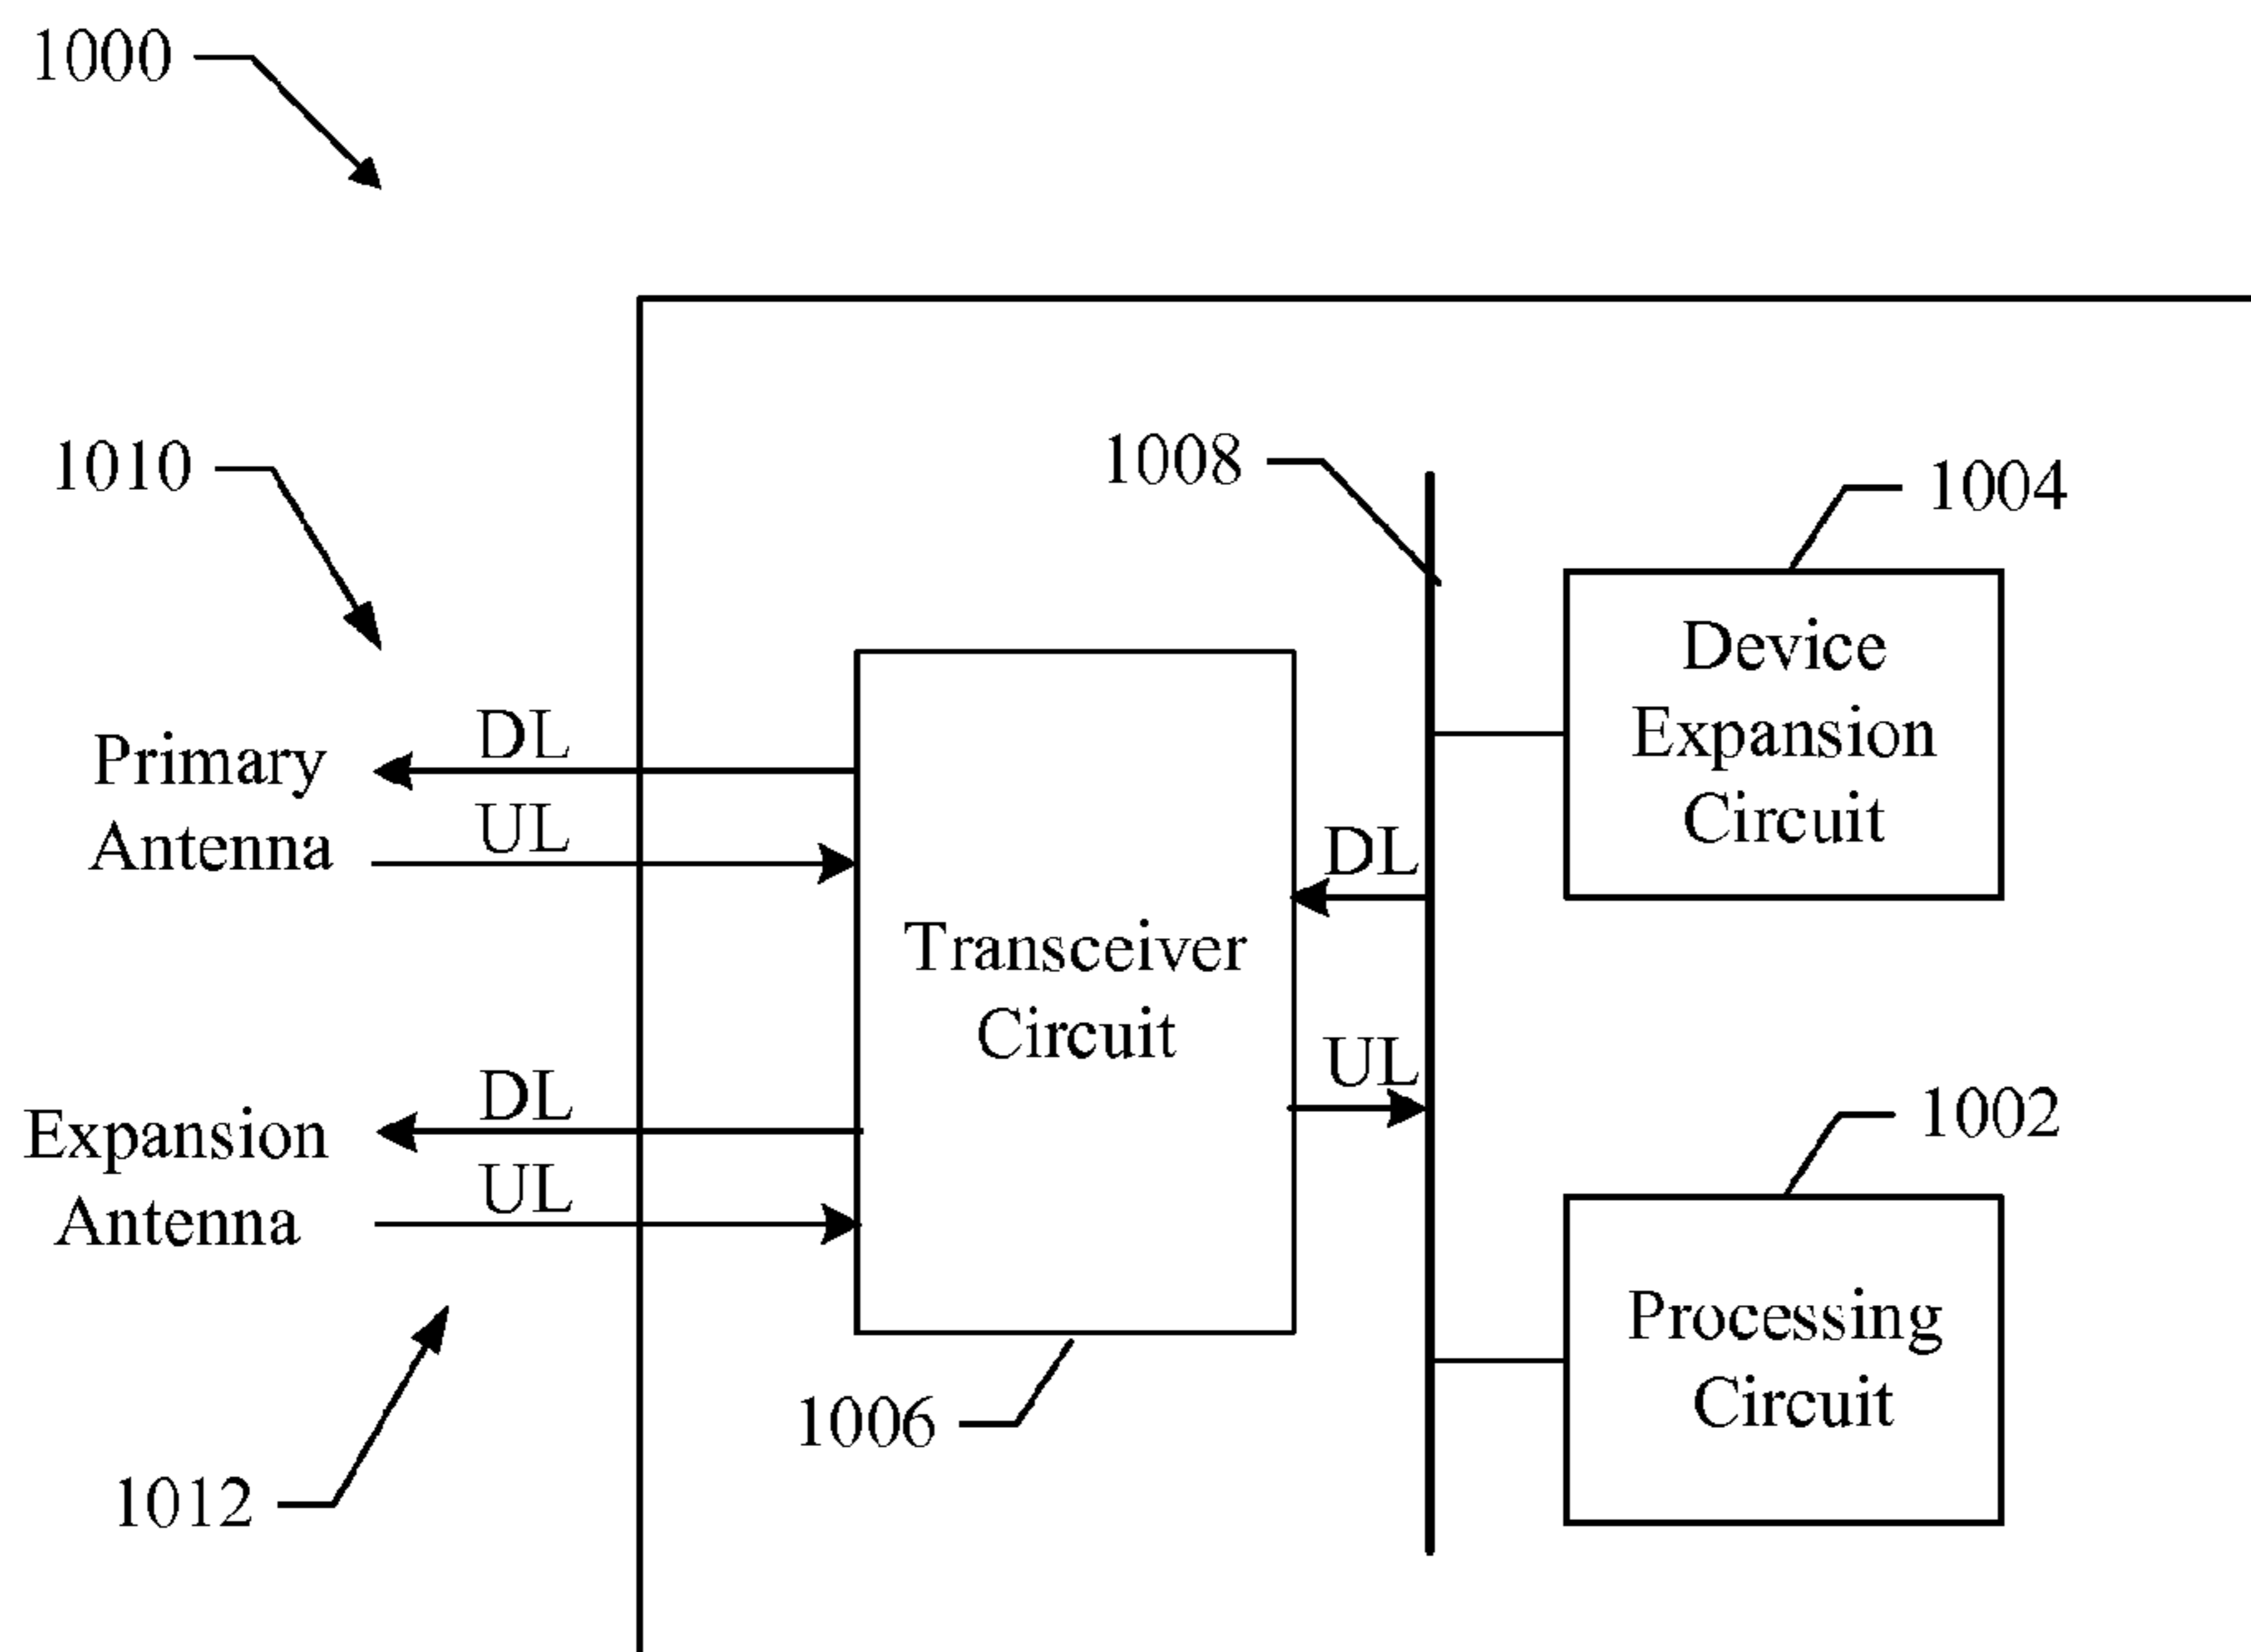 1000
1010
1008
1004
Device
Expansion
Circuit
DL
Primary
Antenna
UL
DL
Transceiver
Circuit
UL
DL
Expansion
Antenna
UL
1002
Processing
Circuit
1006
1012